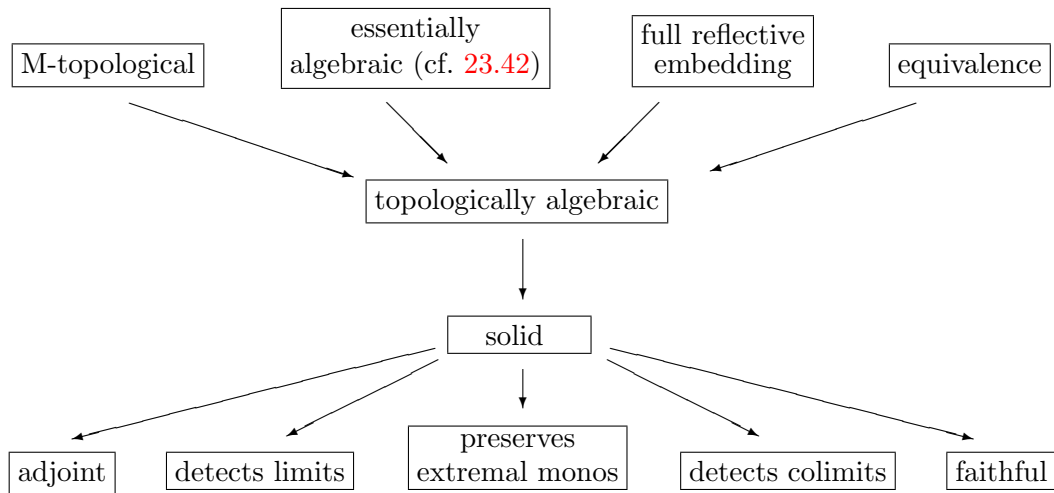 M-topological
essentially
algebraic (cf. 23.42)
full reflective
embedding
equivalence
topologically algebraic
solid
adjoint
detects limits
preserves
extremal monos
detects colimits
faithful